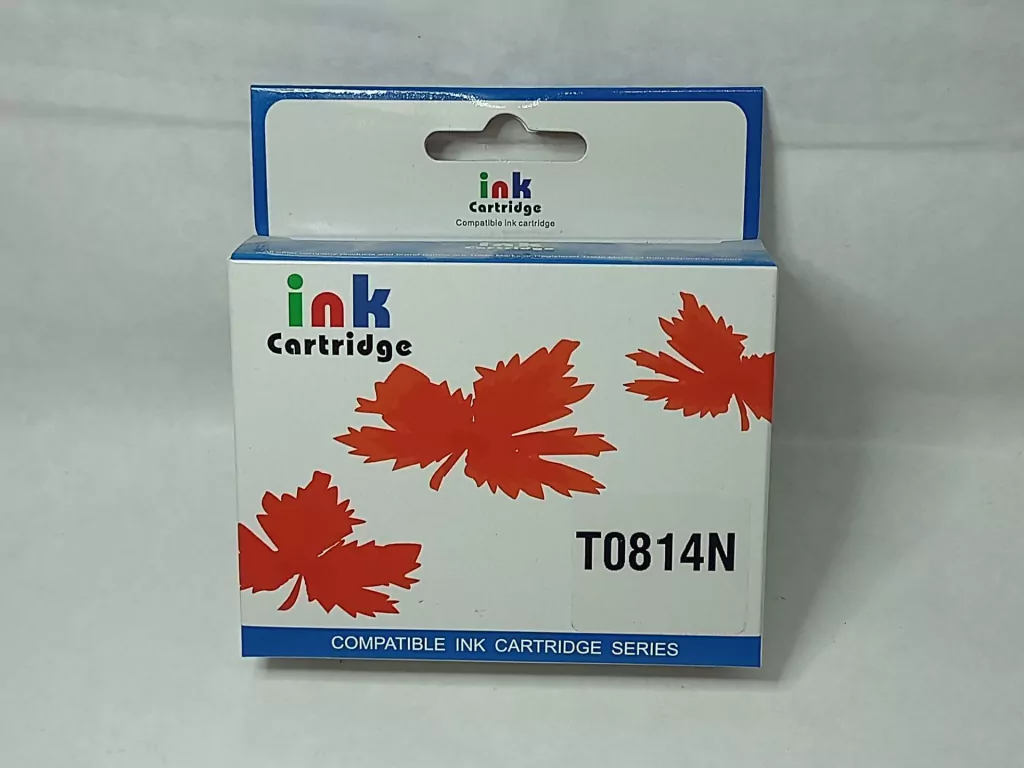 ink
Cartridge
Compatible ink cartridge
ink
Cartridge
T0814N
COMPATIBLE INK CARTRIDGE SERIES